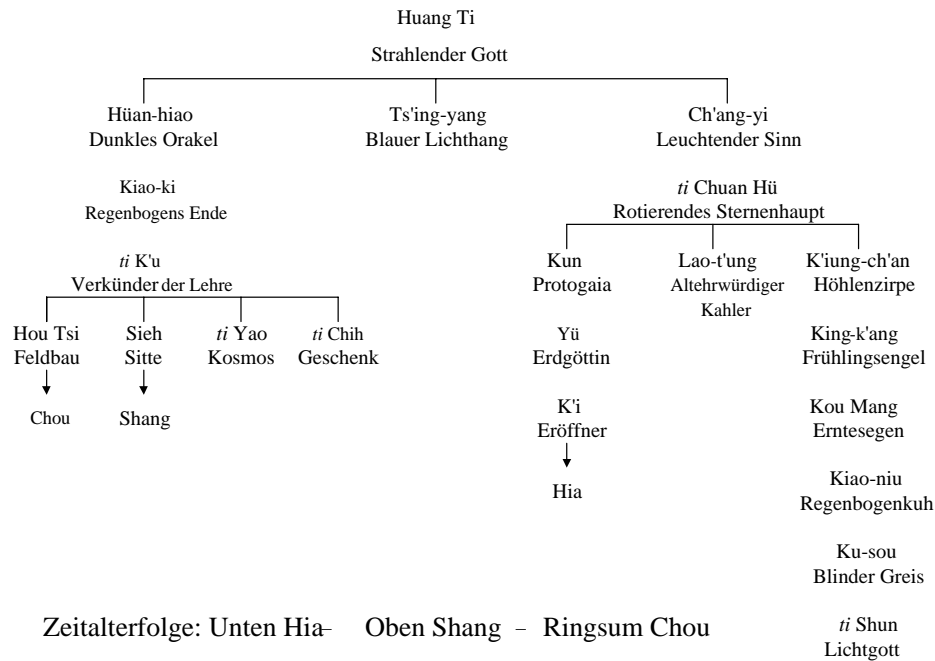 Huang Ti
Strahlender Gott
Hüan-hiao
Dunkles Orakel
Ts'ing-yang
Blauer Lichthang
Ch'ang-yi
Leuchtender Sinn
Kiao-ki
Regenbogens Ende
ti K'u
Verkünder der Lehre
Hou Tsi
Feldbau
Sieh
Sitte
ti Yao
Kosmos
ti Chih
Geschenk
Chou
Shang
ti Chuan Hü
Rotierendes Sternenhaupt
Kun
Protogaia
Lao-t'ung
Altehrwürdiger
Kahler
K'iung-ch'an
Höhlenzirpe
Yü
Erdgöttin
K'i
Eröffner
Hia
King-k'ang
Frühlingsengel
Kou Mang
Erntesegen
Kiao-niu
Regenbogenkuh
Ku-sou
Blinder Greis
ti Shun
Lichtgott
Zeitalterfolge: Unten Hia– Oben Shang – Ringsum Chou